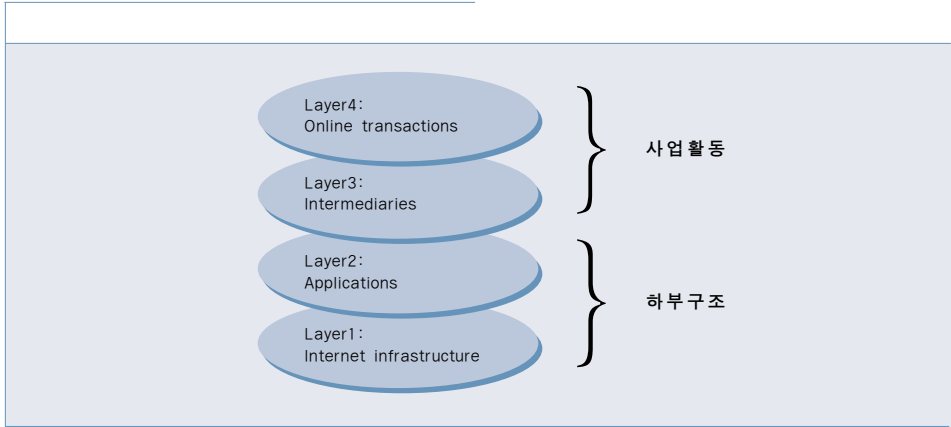 Layer4:
Online transactions
사업활동
Layer3:
Intermediaries
Layer2:
Applications
하부구조
Layer1:
Internet infrastructure